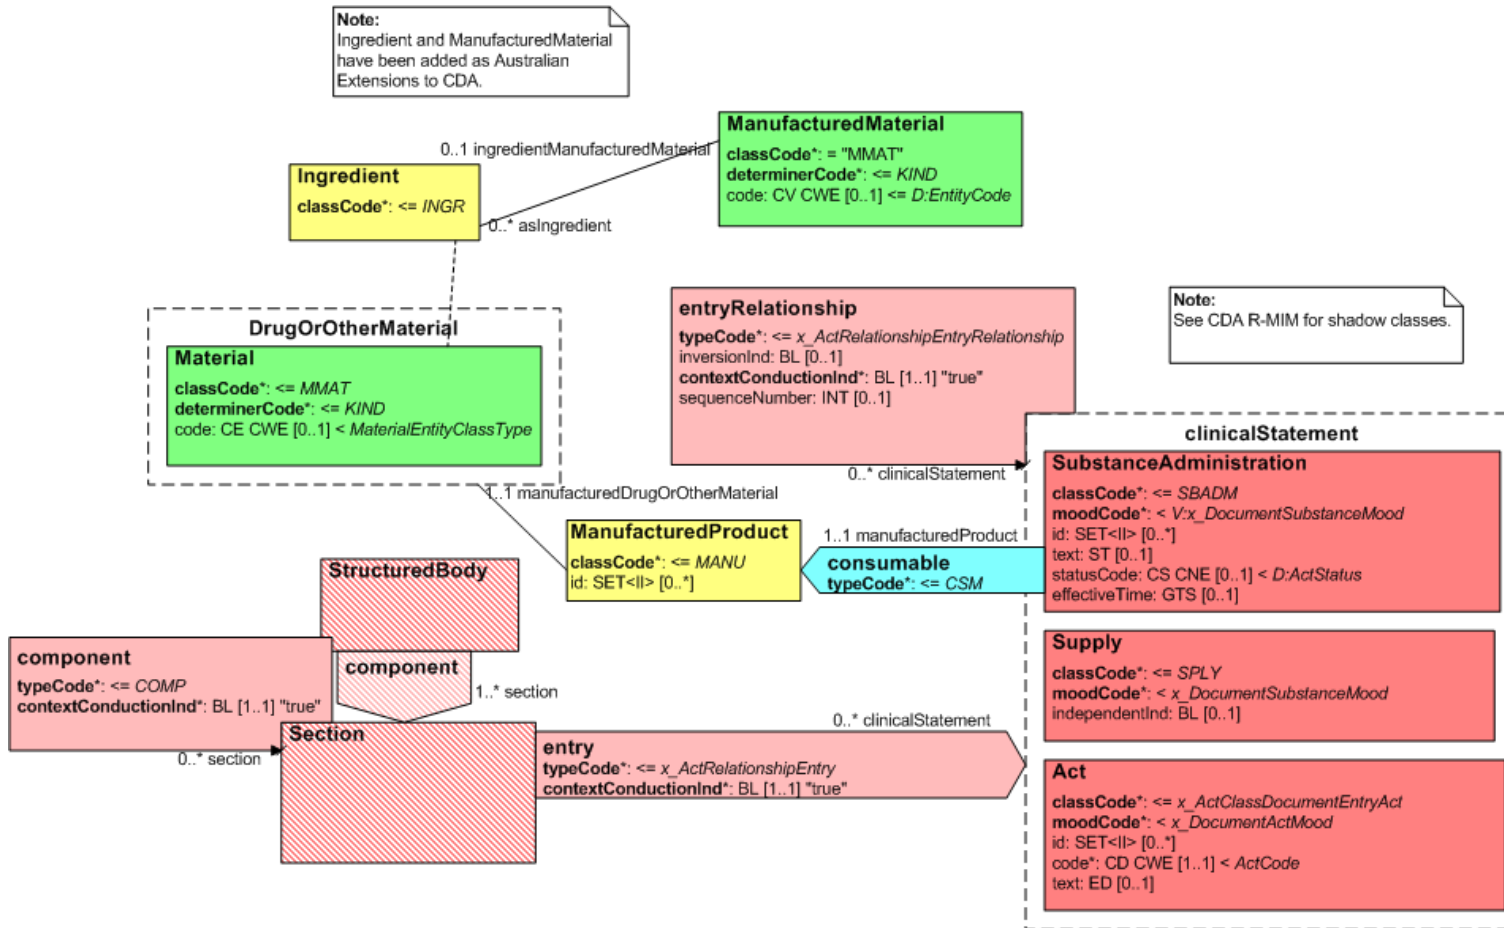 Note:
Ingredient and ManufacturedMaterial
have been added as Australian
Extensions to CDA.
ManufacturedMaterial
classCode*: = "MMAT"
determinerCode*: <= KIND
code: CV CWE [0..1] <= D:EntityCode
0..1 ingredientManufacturedMaterial
Ingredient
classCode*: <= INGR
0..* asIngredient
DrugOrOtherMaterial
Material
classCode*: <= MMAT
determinerCode*: <= KIND
code: CE CWE [0..1] < MaterialEntityClassType
entryRelationship
typeCode*: <= x_ActRelationshipEntryRelationship
inversionInd: BL [0..1]
contextConductionInd*: BL [1..1] "true"
sequenceNumber: INT [0..1]
0..* clinicalStatement
Note:
See CDA R-MIM for shadow classes.
clinicalStatement
SubstanceAdministration
classCode*: <= SBADM
moodCode*: < V:x_DocumentSubstanceMood
id: SET<II> [0..*]
text: ST [0..1]
statusCode: CS CNE [0..1] < D:ActStatus
effectiveTime: GTS [0..1]
1..1 manufacturedDrugOrOtherMaterial
ManufacturedProduct
classCode*: <= MANU
id: SET<II> [0..*]
1..1 manufacturedProduct
consumable
typeCode*: <= CSM
StructuredBody
component
typeCode*: <= COMP
contextConductionInd*: BL [1..1] "true"
0..* section
component
1..* section
Section
entry
typeCode*: <= x_ActRelationshipEntry
contextConductionInd*: BL [1..1] "true"
0..* clinicalStatement
Supply
classCode*: <= SPLY
moodCode*: < x_DocumentSubstanceMood
independentInd: BL [0..1]
Act
classCode*: <= x_ActClassDocumentEntryAct
moodCode*: < x_DocumentActMood
id: SET<II> [0..*]
code*: CD CWE [1..1] < ActCode
text: ED [0..1]